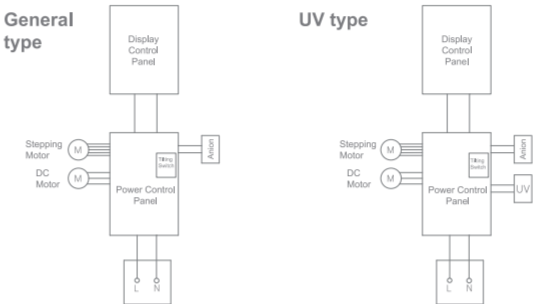 General
type
Display
Control
Panel
Stepping
Motor
M
DC
Motor
M
Tilting
Switch
Anion
Power Control
Panel
L N
UV type
Display
Control
Panel
Stepping
Motor
M
DC
Motor
M
Tilting
Switch
Anion
UV
Power Control
Panel
L N